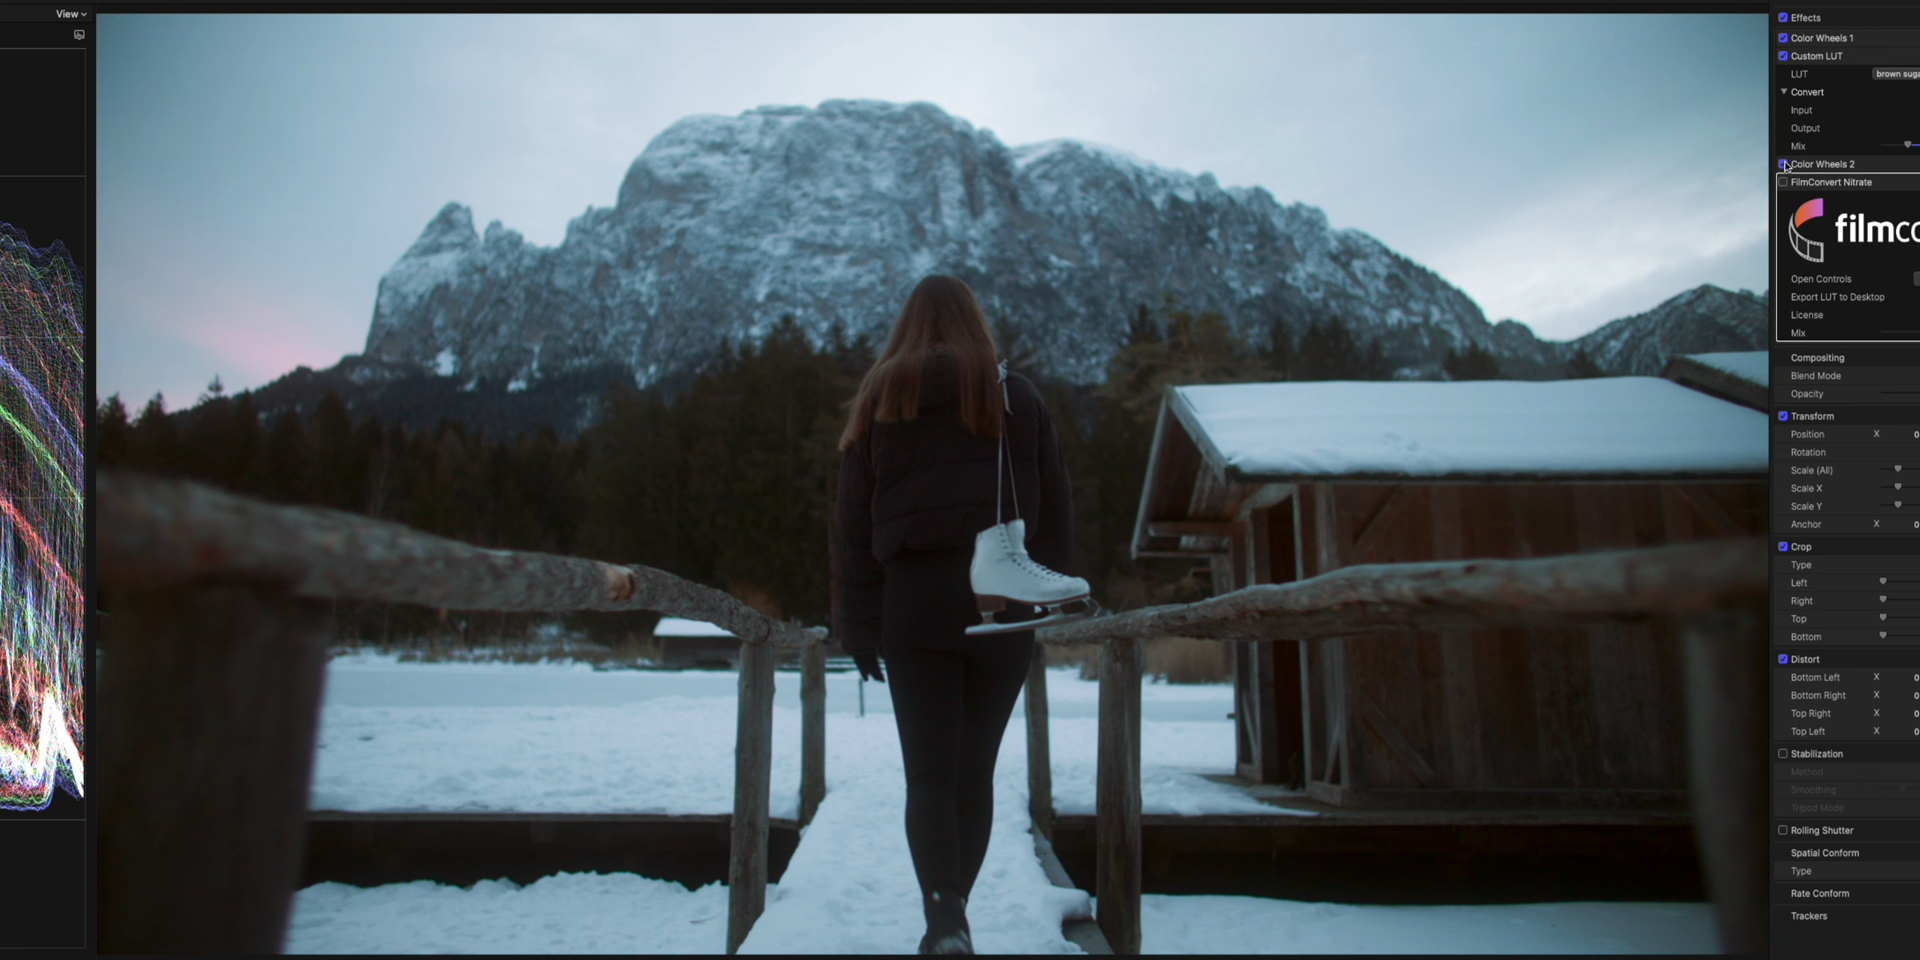 View
Effects
Color Wheels 1
Custom LUT
LUT
brown
Convert
Input
Output
Mix
Color Wheels 2
FilmConvert Nitrate
Open Controls
Export LUT to Desktop
License
Mix
Compositing
Blend Mode
Opacity
Transform
Position X 0
Rotation
Scale (All)
Scale X
Scale Y
Anchor X 0
Crop
Type
Left
Right
Top
Bottom
Distort
Bottom Left X 0
Bottom Right X 0
Top Right X 0
Top Left X 0
Stabilization
Method
Smoothing
Tripod Mode
Rolling Shutter
Spatial Conform
Type
Rate Conform
Trackers